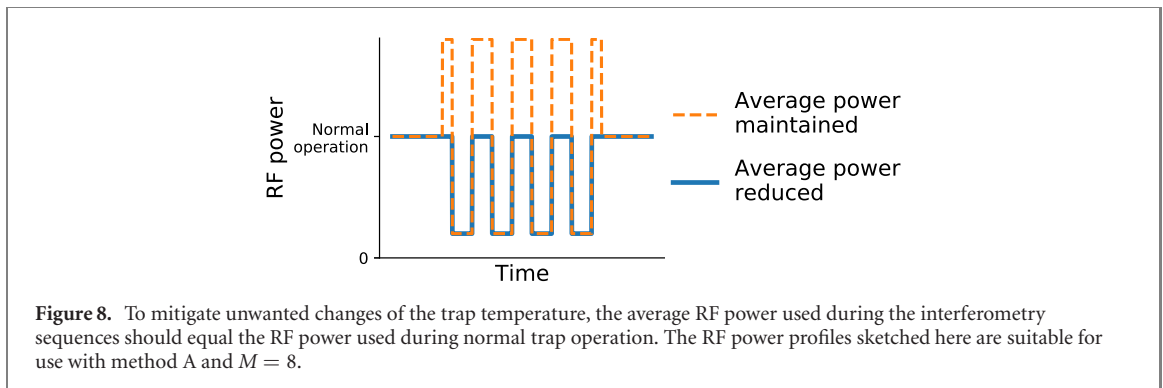 RF power
Normal
operation
0
Time
Average power
maintained
Average power
reduced
Figure 8. To mitigate unwanted changes of the trap temperature, the average RF power used during the interferometry
sequences should equal the RF power used during normal trap operation. The RF power profiles sketched here are suitable for
use with method A and M = 8.